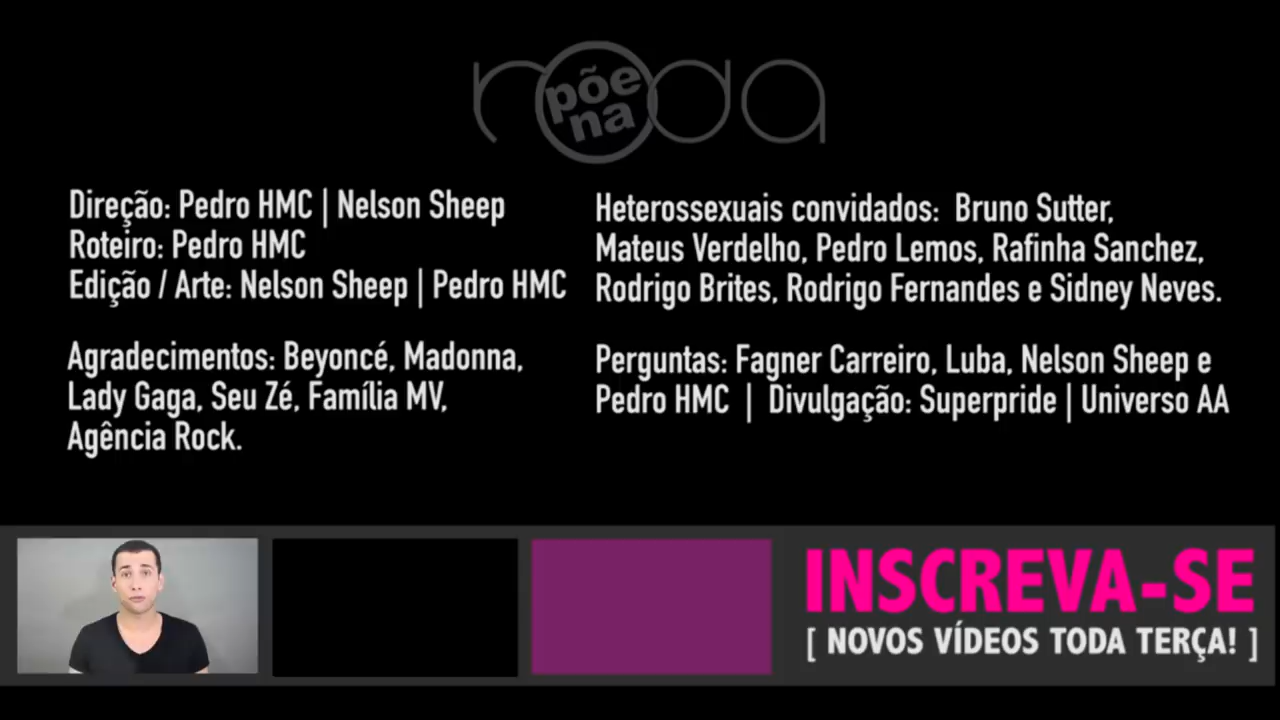 põe
na
roda
Direção: Pedro HMC | Nelson Sheep
Roteiro: Pedro HMC
Edição / Arte: Nelson Sheep | Pedro HMC
Agradecimentos: Beyoncé, Madonna,
Lady Gaga, Seu Zé, Família MV,
Agência Rock.
Heterossexuais convidados:  Bruno Sutter,
Mateus Verdelho, Pedro Lemos, Rafinha Sanchez,
Rodrigo Brites, Rodrigo Fernandes e Sidney Neves.
Perguntas: Fagner Carreiro, Luba, Nelson Sheep e
Pedro HMC  |  Divulgação: Superpride | Universo AA
INSCREVA-SE
[ NOVOS VÍDEOS TODA TERÇA! ]